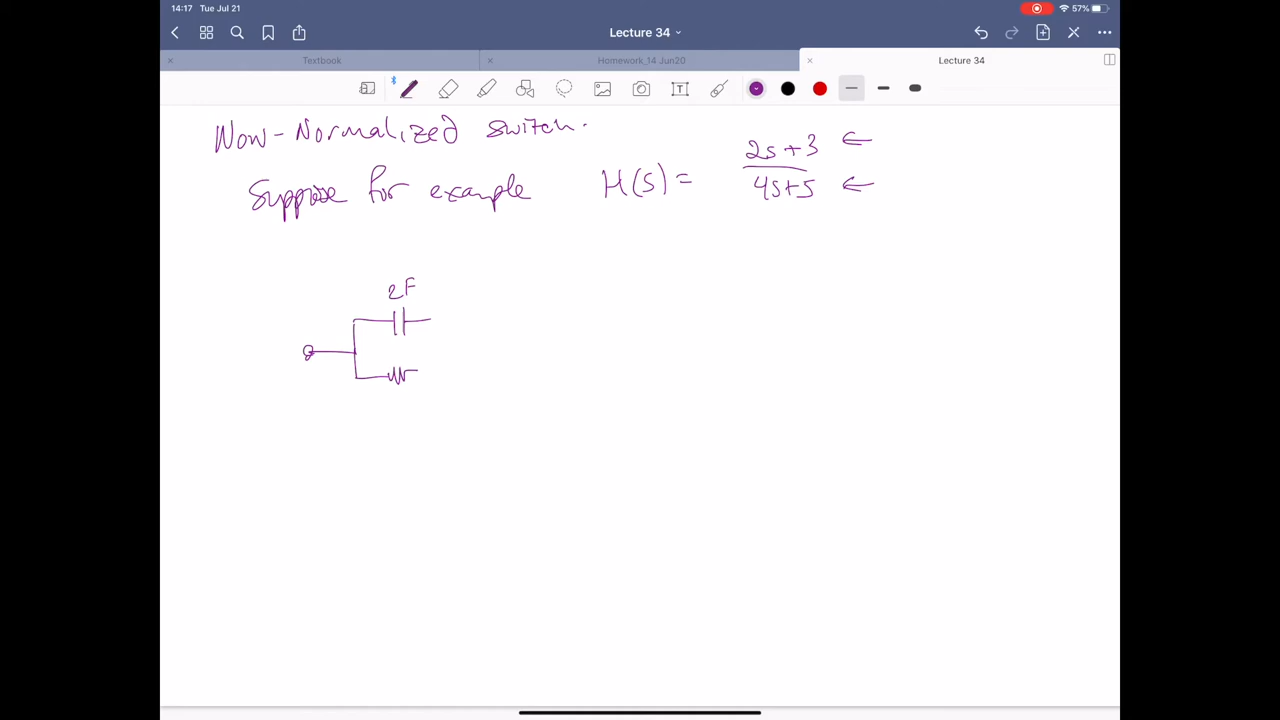 14:17 Tue Jul 21
57%
Lecture 34
Textbook
Homework_14 Jun20
Lecture 34
Non-Normalized switch.
Suppose for example H(s) = 2s+3 ←
4s+5 ←
2F